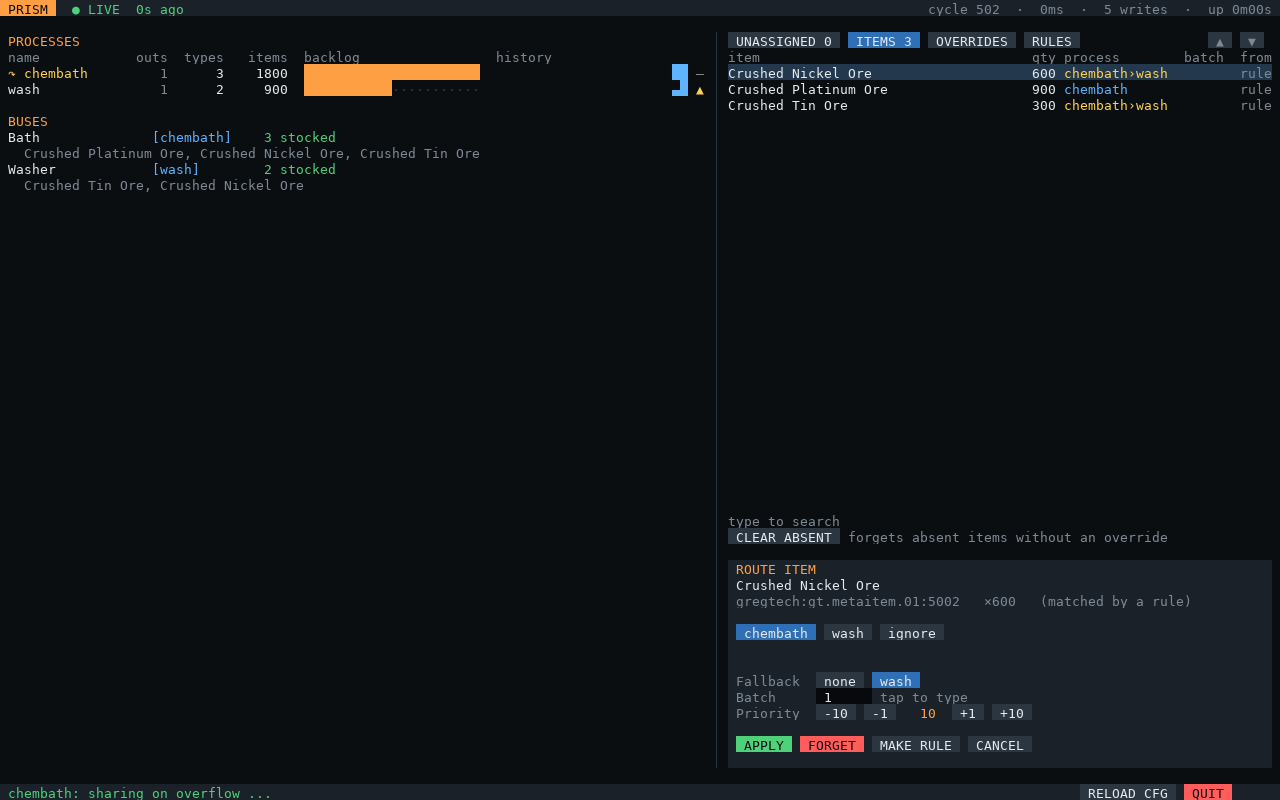 PRISM ● LIVE 0s ago cycle 502 · 0ms · 5 writes · up 0m00s
PROCESSES
name outs types items backlog history
↷ chembath 1 3 1800 —
wash 1 2 900 ▲
BUSES
Bath [chembath] 3 stocked
Crushed Platinum Ore, Crushed Nickel Ore, Crushed Tin Ore
Washer [wash] 2 stocked
Crushed Tin Ore, Crushed Nickel Ore
UNASSIGNED 0 ITEMS 3 OVERRIDES RULES ▲ ▼
item qty process batch from
Crushed Nickel Ore 600 chembath›wash rule
Crushed Platinum Ore 900 chembath rule
Crushed Tin Ore 300 chembath›wash rule
type to search
CLEAR ABSENT forgets absent items without an override
ROUTE ITEM
Crushed Nickel Ore
gregtech:gt.metaitem.01:5002 ×600 (matched by a rule)
chembath wash ignore
Fallback none wash
Batch 1 tap to type
Priority -10 -1 10 +1 +10
APPLY FORGET MAKE RULE CANCEL
chembath: sharing on overflow ... RELOAD CFG QUIT